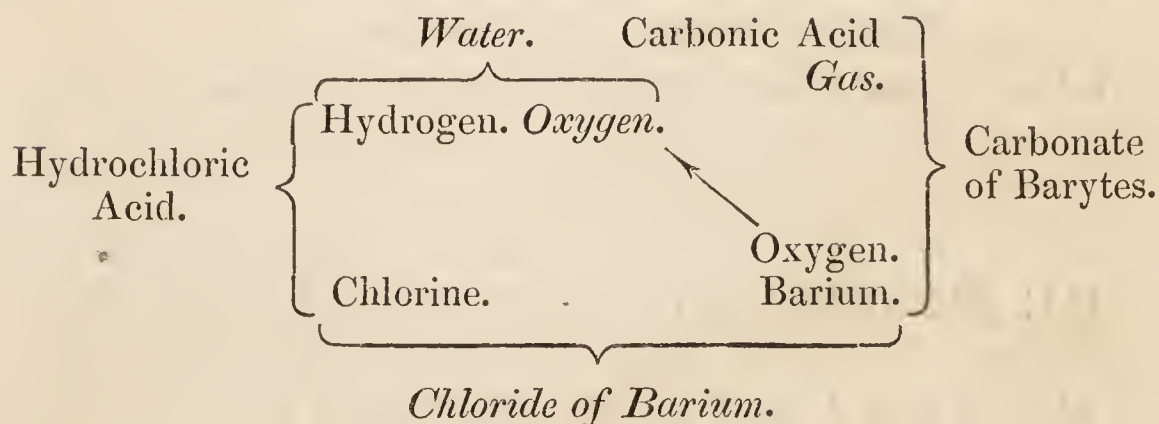 Water. Carbonic Acid
Gas.
Hydrogen. Oxygen.
Hydrochloric
Acid.
Carbonate
of Barytes.
Oxygen.
Chlorine. Barium.
Chloride of Barium.